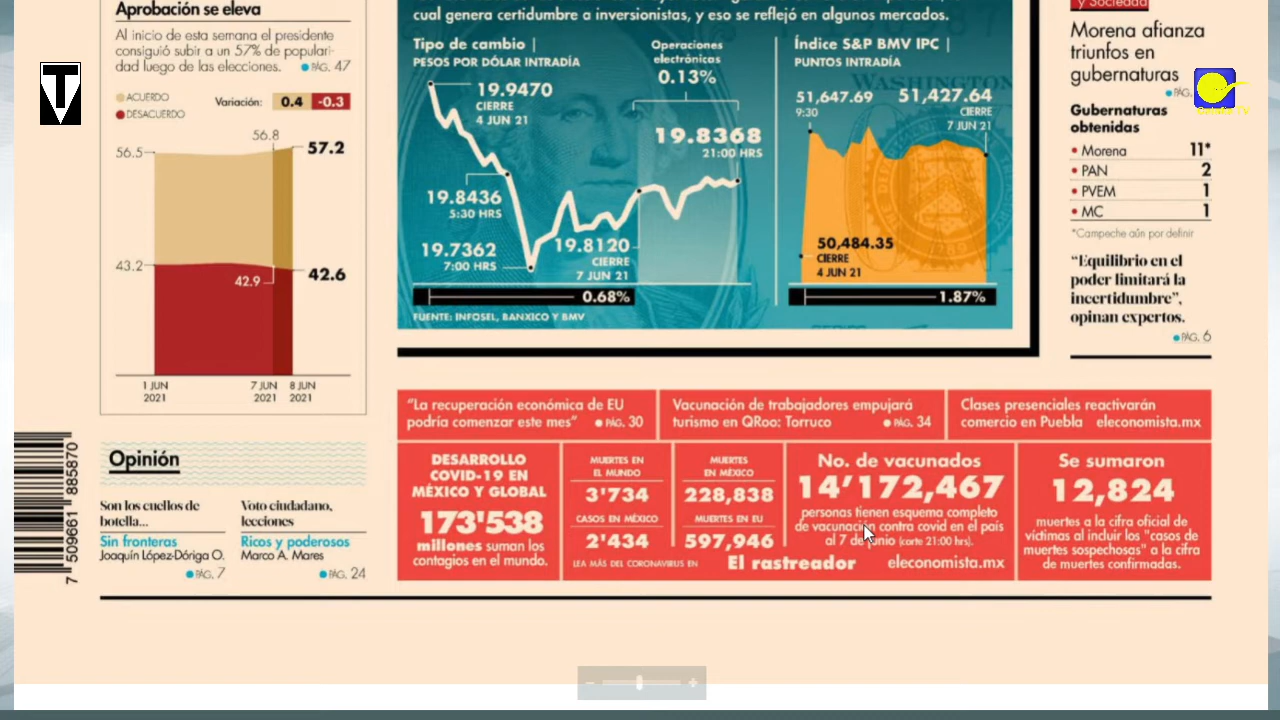 Aprobación se eleva
Al inicio de esta semana el presidente
consiguió subir a un 57% de populari-
dad luego de las elecciones. ● PÁG. 47
ACUERDO
DESACUERDO
Variación: 0.4 -0.3
56.8
56.5
57.2
43.2
42.9
42.6
1 JUN
2021
7 JUN
2021
8 JUN
2021
7 509661 885870
Opinión
Son los cuellos de
botella...
Sin fronteras
Joaquín López-Dóriga O.
● PÁG. 7
Voto ciudadano,
lecciones
Ricos y poderosos
Marco A. Mares
● PÁG. 24
cual genera certidumbre a inversionistas, y eso se reflejó en algunos mercados.
Tipo de cambio |
PESOS POR DÓLAR INTRADÍA
Operaciones
electrónicas
0.13%
19.9470
CIERRE
4 JUN 21
19.8368
21:00 HRS
19.8436
5:30 HRS
19.7362
7:00 HRS
19.8120
CIERRE
7 JUN 21
0.68%
FUENTE: INFOSEL, BANXICO Y BMV
Índice S&P BMV IPC |
PUNTOS INTRADÍA
WASHINGTON
51,647.69
9:30
51,427.64
CIERRE
7 JUN 21
50,484.35
CIERRE
4 JUN 21
1.87%
y Sociedad
Morena afianza
triunfos en
gubernaturas
● PÁG.
Gubernaturas
obtenidas
● Morena 11*
● PAN 2
● PVEM 1
● MC 1
*Campeche aún por definir
“Equilibrio en el
poder limitará la
incertidumbre”,
opinan expertos.
● PÁG. 6
“La recuperación económica de EU
podría comenzar este mes” ● PÁG. 30
Vacunación de trabajadores empujará
turismo en QRoo: Torruco ● PÁG. 34
Clases presenciales reactivarán
comercio en Puebla eleconomista.mx
DESARROLLO
COVID-19 EN
MÉXICO Y GLOBAL
173'538
millones suman los
contagios en el mundo.
MUERTES EN
EL MUNDO
3'734
CASOS EN MÉXICO
2'434
MUERTES
EN MÉXICO
228,838
MUERTES EN EU
597,946
LEA MÁS DEL CORONAVIRUS EN El rastreador eleconomista.mx
No. de vacunados
14’172,467
personas tienen esquema completo
de vacunación contra covid en el país
al 7 de junio (corte 21:00 hrs).
Se sumaron
12,824
muertes a la cifra oficial de
víctimas al incluir los "casos de
muertes sospechosos" a la cifra
de muertes confirmadas.